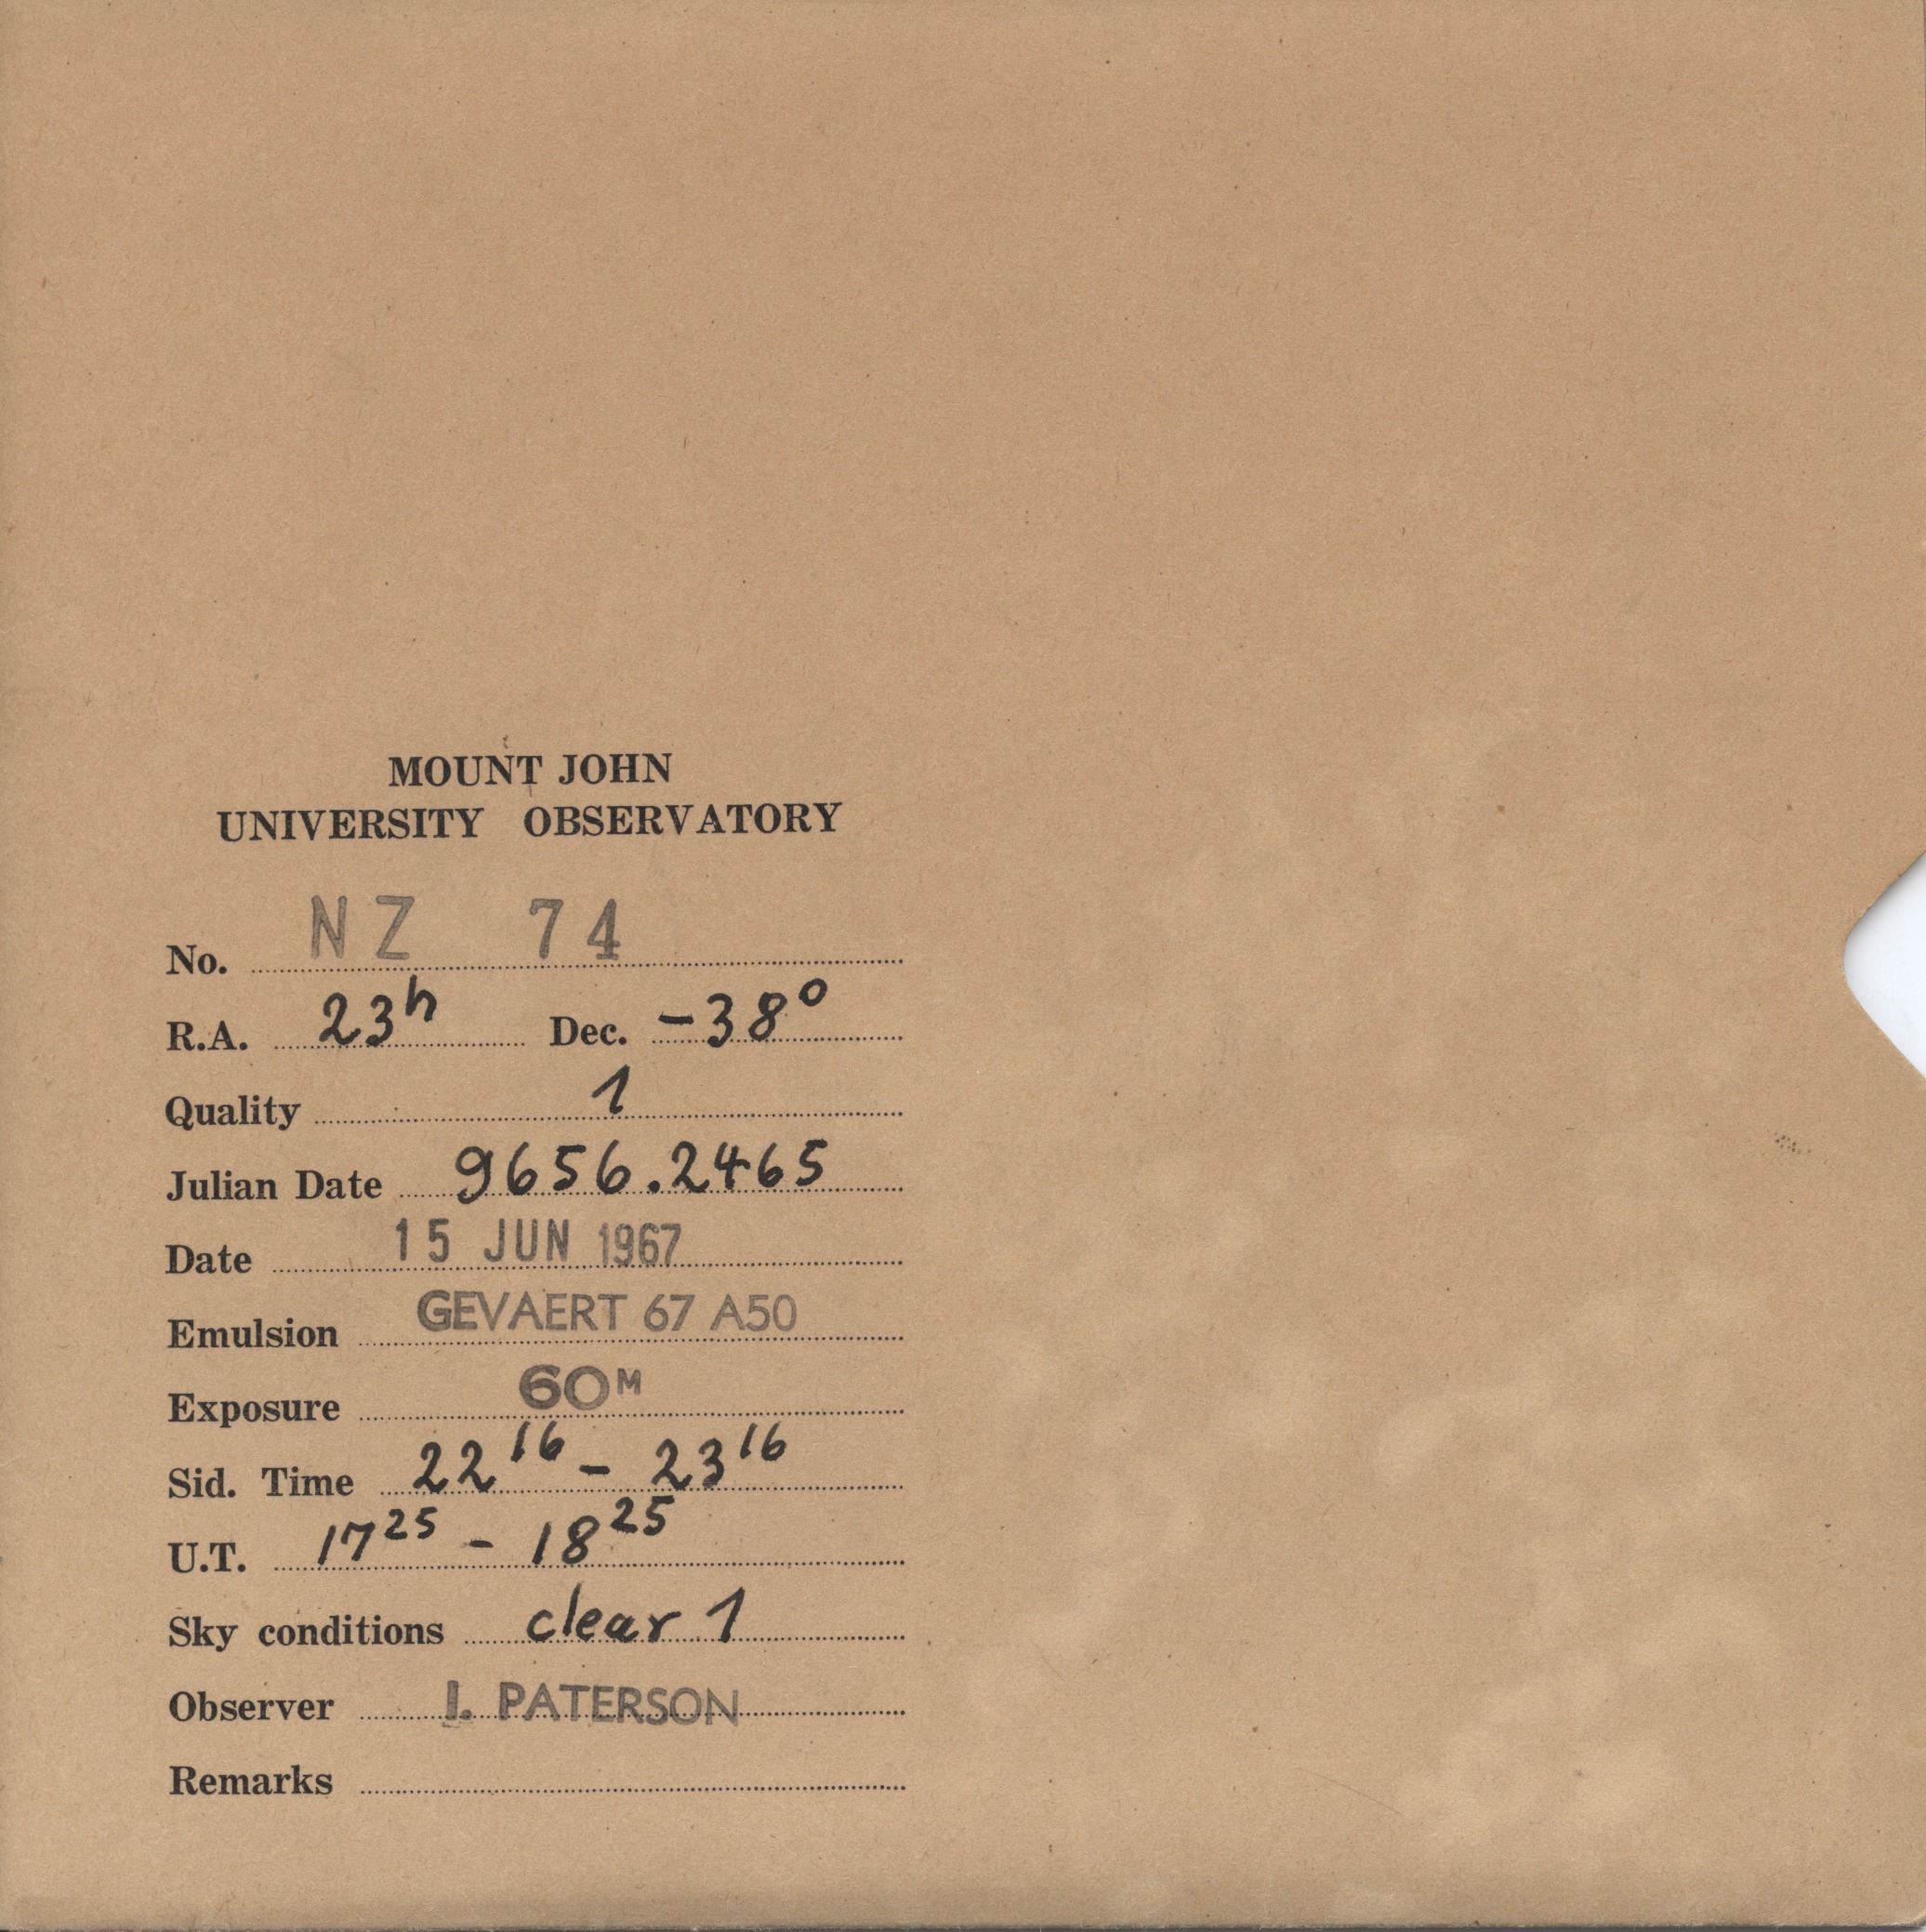 MOUNT JOHN
UNIVERSITY OBSERVATORY
No. NZ 74
R.A. 23h Dec. -38°
Quality 1
Julian Date 9656.2465
Date 15 JUN 1967
Emulsion GEVAERT 67 A50
Exposure 60M
Sid. Time 22 16 - 23 16
U.T. 17 25 - 18 25
Sky conditions clear 1
Observer I. PATERSON
Remarks